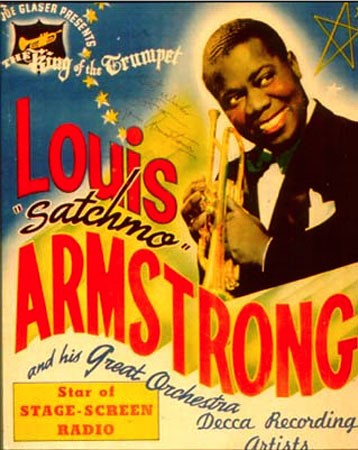 JOE GLASER PRESENTS
THE King of the Trumpet
Louis
"Satchmo"
ARMSTRONG
and his Great Orchestra
Decca Recording
Artists
Star of
STAGE-SCREEN
RADIO